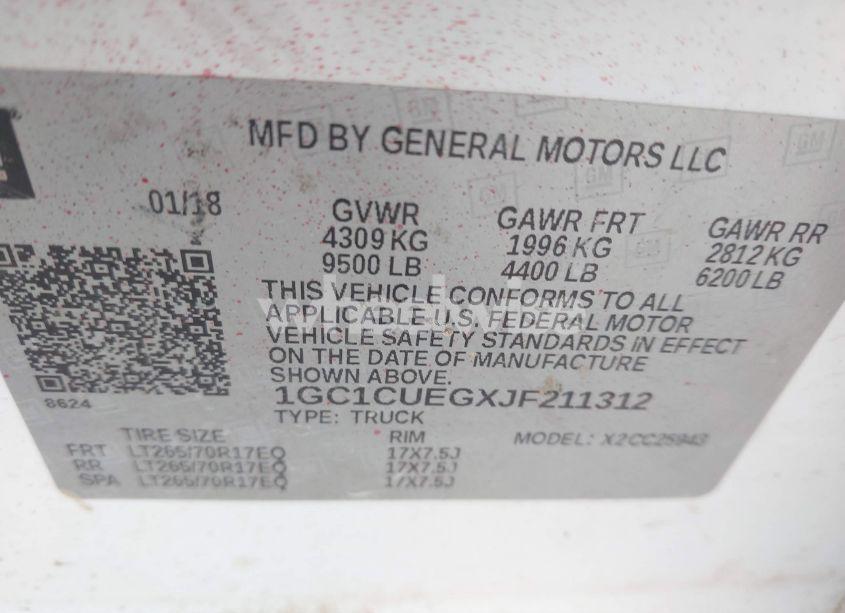 MFD BY GENERAL MOTORS LLC
01/18
GVWR
4309 KG
9500 LB
GAWR FRT
1996 KG
4400 LB
GAWR RR
2812 KG
6200 LB
THIS VEHICLE CONFORMS TO ALL
APPLICABLE U.S. FEDERAL MOTOR
VEHICLE SAFETY STANDARDS IN EFFECT
ON THE DATE OF MANUFACTURE
SHOWN ABOVE.
8624
1GC1CUEGXJF211312
TYPE: TRUCK
TIRE SIZE RIM MODEL: X2CC25943
FRT LT265/70R17EQ 17X7.5J
RR LT265/70R17EQ 17X7.5J
SPA LT265/70R17EQ 17X7.5J
GM
GM
GM